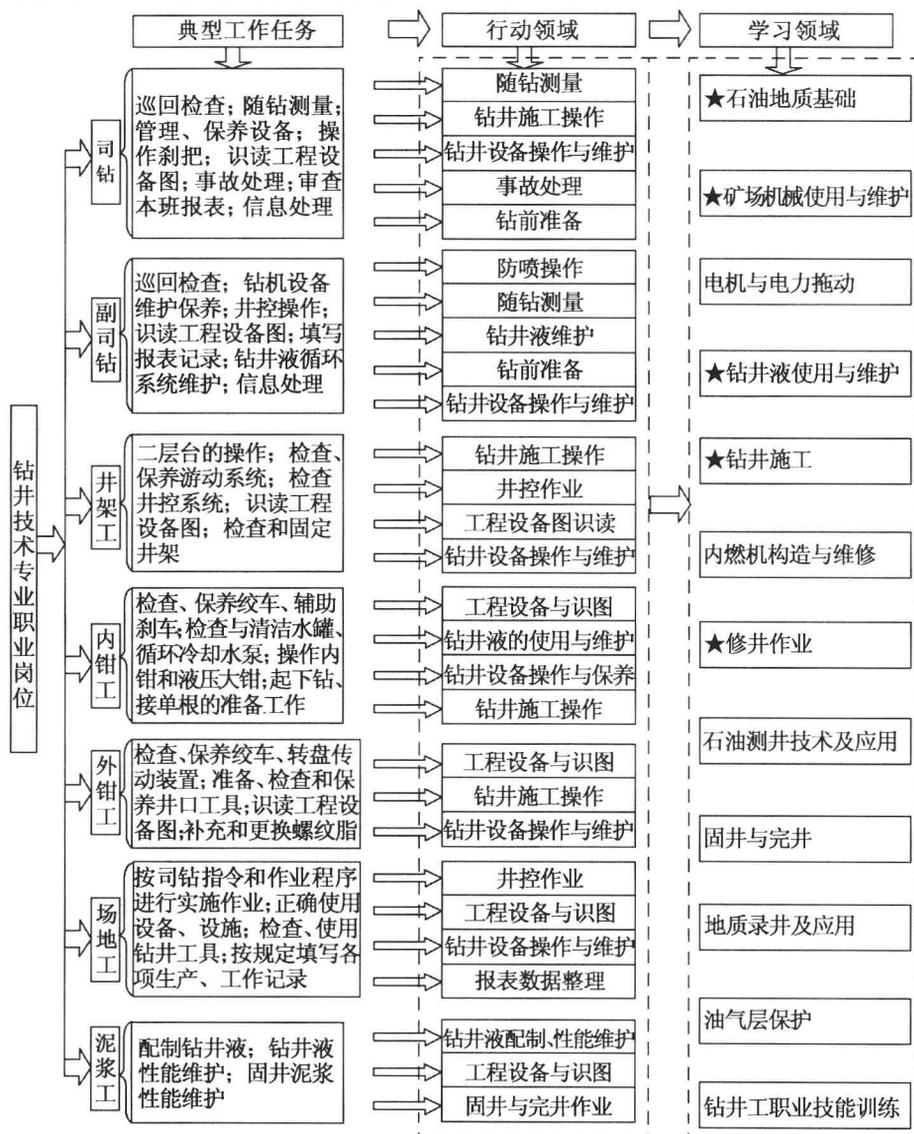 典型工作任务
行动领域
学习领域
钻井技术专业职业岗位
司钻
巡回检查；随钻测量；
管理、保养设备；操
作刹把；识读工程设
备图；事故处理；审查
本班报表；信息处理
随钻测量
钻井施工操作
钻井设备操作与维护
事故处理
钻前准备
副司钻
巡回检查；钻机设备
维护保养；井控操作；
识读工程设备图；填写
报表记录；钻井液循环
系统维护；信息处理
防喷操作
随钻测量
钻井液维护
钻前准备
钻井设备操作与维护
井架工
二层台的操作；检查、
保养游动系统；检查
井控系统；识读工程
设备图；检查和固定
井架
钻井施工操作
井控作业
工程设备图识读
钻井设备操作与维护
内钳工
检查、保养绞车、辅助
刹车；检查与清洁水罐、
循环冷却水泵；操作内
钳和液压大钳；起下钻、
接单根的准备工作
工程设备与识图
钻井液的使用与维护
钻井设备操作与保养
钻井施工操作
外钳工
检查、保养绞车、转盘传
动装置；准备、检查和保
养井口工具；识读工程设
备图；补充和更换螺纹脂
工程设备与识图
钻井施工操作
钻井设备操作与维护
场地工
按司钻指令和作业程序
进行实施作业；正确使用
设备、设施；检查、使用
钻井工具；按规定填写各
项生产、工作记录
井控作业
工程设备与识图
钻井设备操作与维护
报表数据整理
泥浆工
配制钻井液；钻井液
性能维护；固井泥浆
性能维护
钻井液配制、性能维护
工程设备与识图
固井与完井作业
★石油地质基础
★矿场机械使用与维护
电机与电力拖动
★钻井液使用与维护
★钻井施工
内燃机构造与维修
★修井作业
石油测井技术及应用
固井与完井
地质录井及应用
油气层保护
钻井工职业技能训练